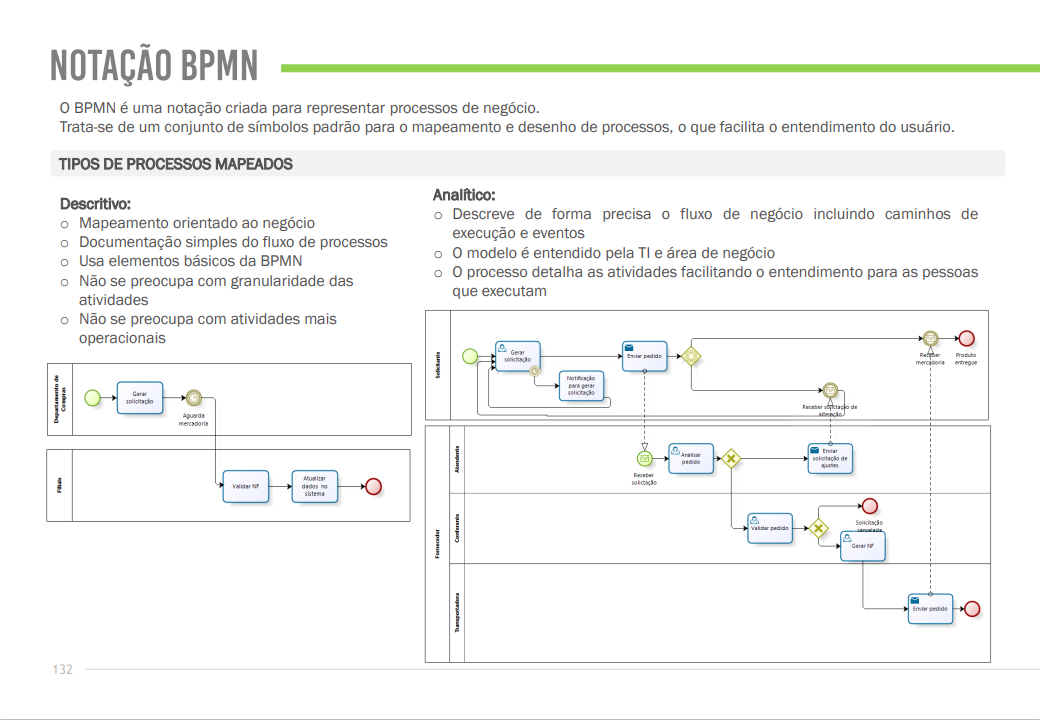 NOTAÇÃO BPMN
O BPMN é uma notação criada para representar processos de negócio.
Trata-se de um conjunto de símbolos padrão para o mapeamento e desenho de processos, o que facilita o entendimento do usuário.
TIPOS DE PROCESSOS MAPEADOS
Descritivo:
o Mapeamento orientado ao negócio
o Documentação simples do fluxo de processos
o Usa elementos básicos da BPMN
o Não se preocupa com granularidade das
atividades
o Não se preocupa com atividades mais
operacionais
Departamento de
Compras
Gerar
solicitação
Aguarda
mercadoria
Filiais
Validar NF
Atualizar
dados no
sistema
Analítico:
o Descreve de forma precisa o fluxo de negócio incluindo caminhos de
execução e eventos
o O modelo é entendido pela TI e área de negócio
o O processo detalha as atividades facilitando o entendimento para as pessoas
que executam
Solicitante
Gerar
solicitação
Notificação
para gerar
solicitação
Enviar pedido
Receber
mercadoria
Produto
entregue
Receber solicitação de
alteração
Fornecedor
Atendente
Receber
solicitação
Analisar
pedido
Enviar
solicitação de
ajustes
Conferente
Validar pedido
Solicitação
cancelada
Gerar NF
Transportadora
Enviar pedido
132